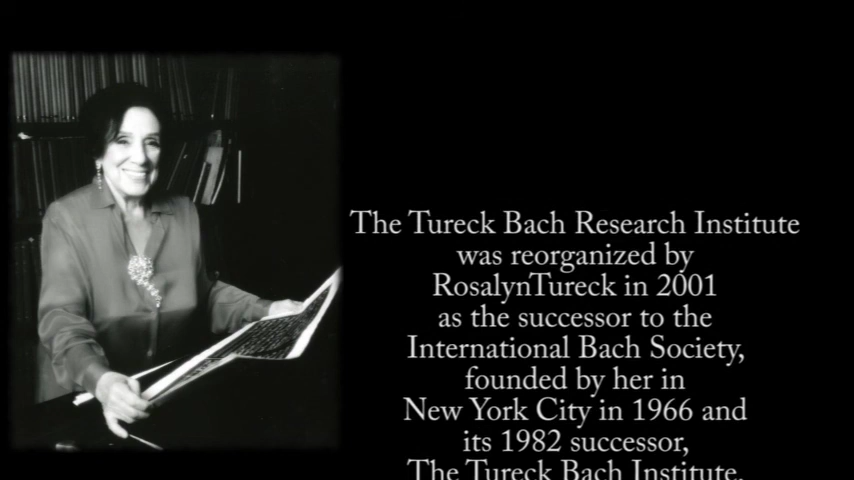 The Tureck Bach Research Institute
was reorganized by
RosalynTureck in 2001
as the successor to the
International Bach Society,
founded by her in
New York City in 1966 and
its 1982 successor,
The Tureck Bach Institute.